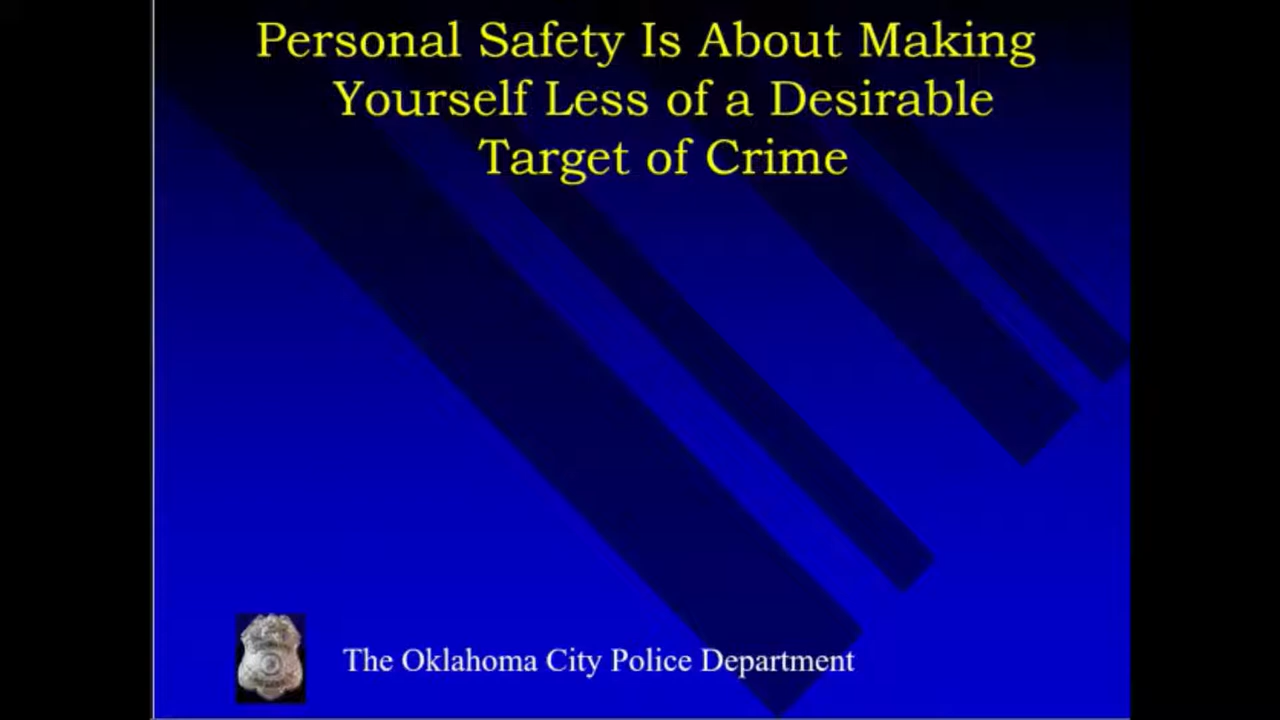 Personal Safety Is About Making
Yourself Less of a Desirable
Target of Crime
The Oklahoma City Police Department